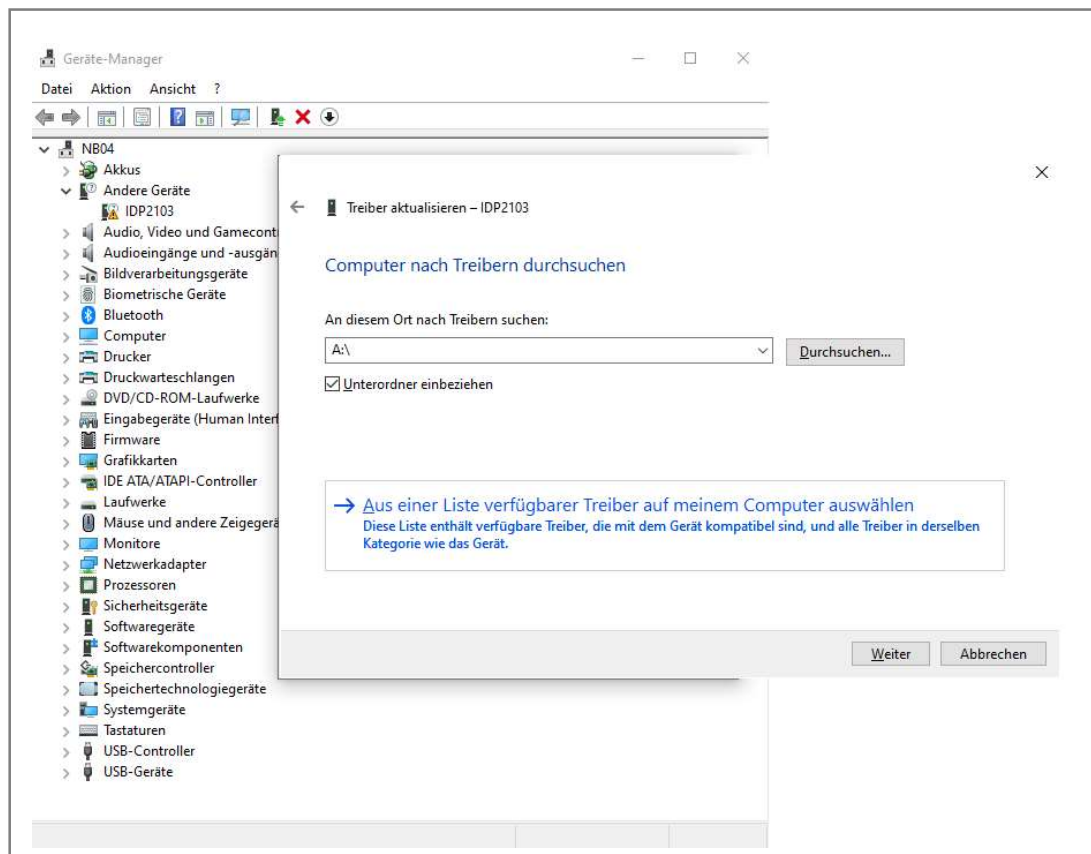 Geräte-Manager
Datei Aktion Ansicht ?
NB04
Akkus
Andere Geräte
IDP2103
Audio, Video und Gamecont
Audioeingänge und -ausgän
Bildverarbeitungsgeräte
Biometrische Geräte
Bluetooth
Computer
Drucker
Druckwarteschlangen
DVD/CD-ROM-Laufwerke
Eingabegeräte (Human Interf
Firmware
Grafikkarten
IDE ATA/ATAPI-Controller
Laufwerke
Mäuse und andere Zeigegerä
Monitore
Netzwerkadapter
Prozessoren
Sicherheitsgeräte
Softwaregeräte
Softwarekomponenten
Speichercontroller
Speichertechnologiegeräte
Systemgeräte
Tastaturen
USB-Controller
USB-Geräte
Treiber aktualisieren – IDP2103
Computer nach Treibern durchsuchen
An diesem Ort nach Treibern suchen:
A:\
Durchsuchen...
Unterordner einbeziehen
Aus einer Liste verfügbarer Treiber auf meinem Computer auswählen
Diese Liste enthält verfügbare Treiber, die mit dem Gerät kompatibel sind, und alle Treiber in derselben
Kategorie wie das Gerät.
Weiter
Abbrechen